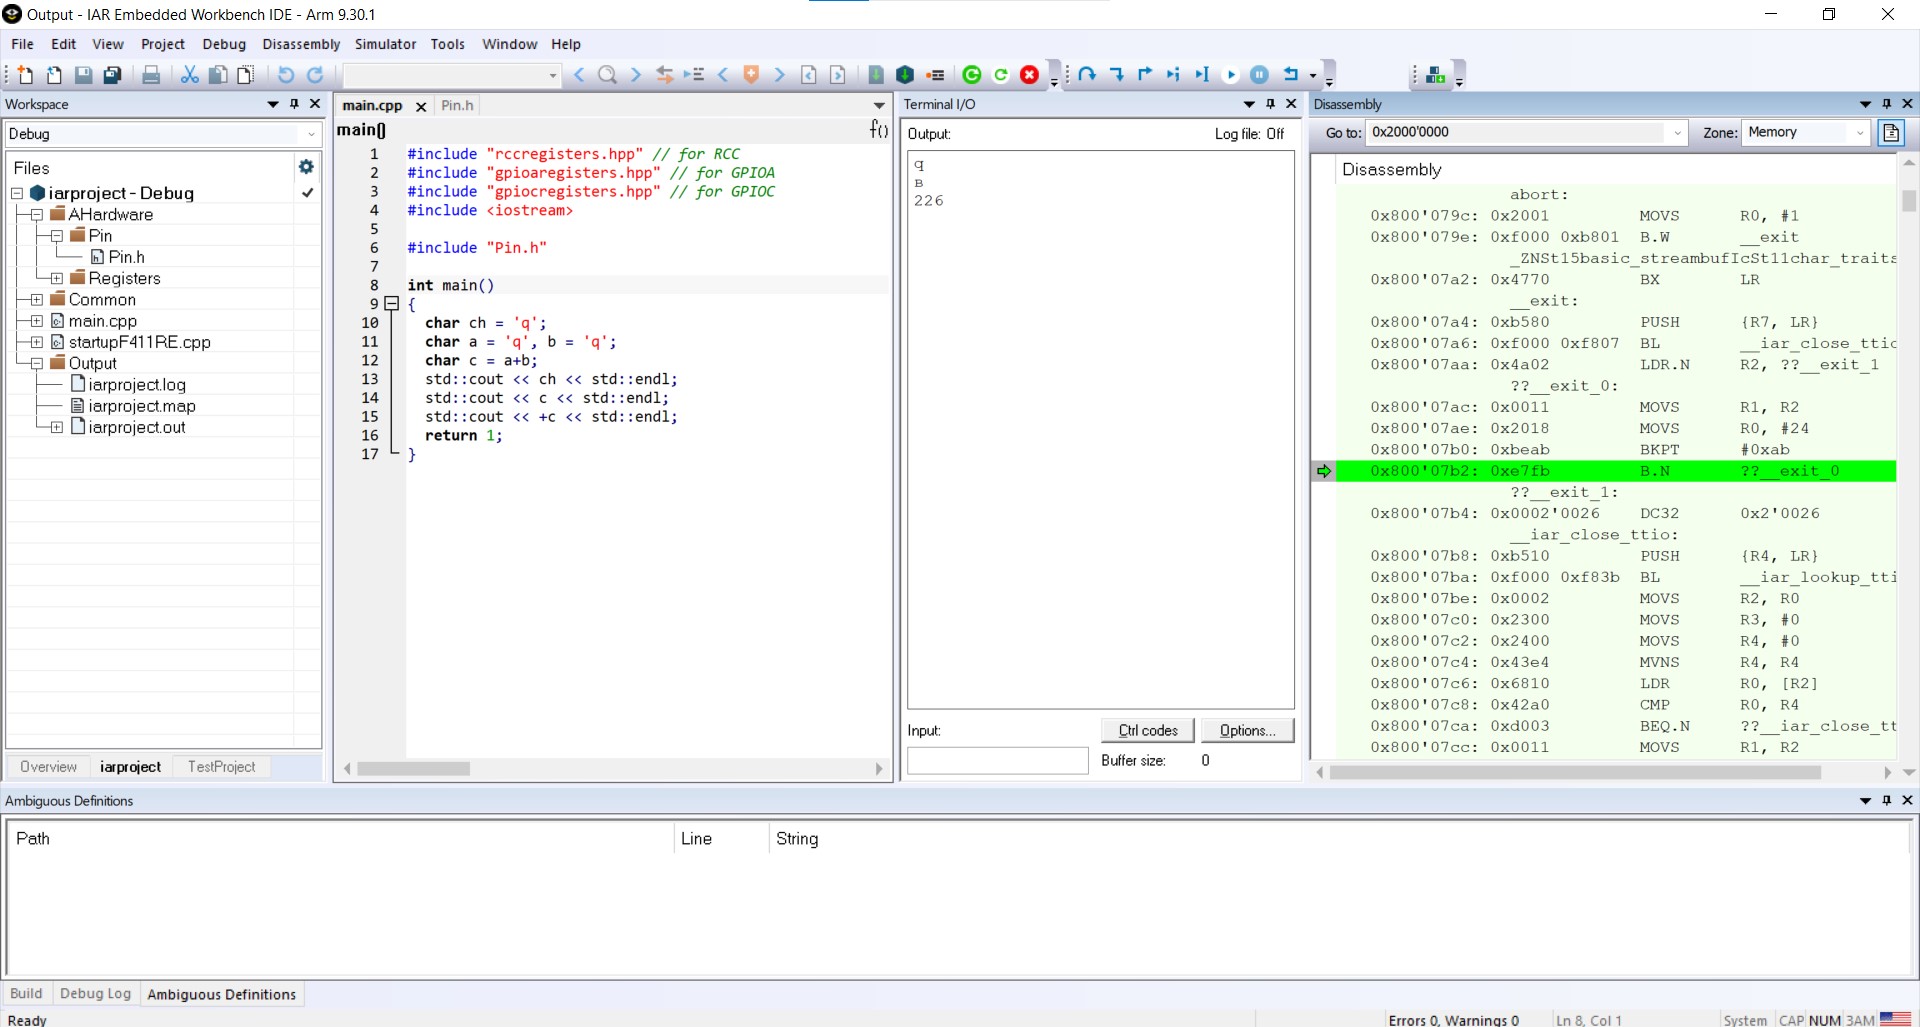 Output - IAR Embedded Workbench IDE - Arm 9.30.1
File Edit View Project Debug Disassembly Simulator Tools Window Help
Workspace
Debug
Files
iarproject - Debug
AHardware
Pin
Pin.h
Registers
Common
main.cpp
startupF411RE.cpp
Output
iarproject.log
iarproject.map
iarproject.out
Overview iarproject TestProject
main.cpp Pin.h
main()
f()
1 #include "rccregisters.hpp" // for RCC
2 #include "gpioaregisters.hpp" // for GPIOA
3 #include "gpiocregisters.hpp" // for GPIOC
4 #include <iostream>
5
6 #include "Pin.h"
7
8 int main()
9 {
10 char ch = 'q';
11 char a = 'q', b = 'q';
12 char c = a+b;
13 std::cout << ch << std::endl;
14 std::cout << c << std::endl;
15 std::cout << +c << std::endl;
16 return 1;
17 }
Terminal I/O
Output: Log file: Off
q
в
226
Input: Ctrl codes Options...
Buffer size: 0
Disassembly
Go to: 0x2000'0000 Zone: Memory
Disassembly
abort:
0x800'079c: 0x2001 MOVS R0, #1
0x800'079e: 0xf000 0xb801 B.W __exit
_ZNSt15basic_streambufIcSt11char_traits
0x800'07a2: 0x4770 BX LR
__exit:
0x800'07a4: 0xb580 PUSH {R7, LR}
0x800'07a6: 0xf000 0xf807 BL __iar_close_ttio
0x800'07aa: 0x4a02 LDR.N R2, ??__exit_1
??__exit_0:
0x800'07ac: 0x0011 MOVS R1, R2
0x800'07ae: 0x2018 MOVS R0, #24
0x800'07b0: 0xbeab BKPT #0xab
0x800'07b2: 0xe7fb B.N ??__exit_0
??__exit_1:
0x800'07b4: 0x0002'0026 DC32 0x2'0026
__iar_close_ttio:
0x800'07b8: 0xb510 PUSH {R4, LR}
0x800'07ba: 0xf000 0xf83b BL __iar_lookup_tti
0x800'07be: 0x0002 MOVS R2, R0
0x800'07c0: 0x2300 MOVS R3, #0
0x800'07c2: 0x2400 MOVS R4, #0
0x800'07c4: 0x43e4 MVNS R4, R4
0x800'07c6: 0x6810 LDR R0, [R2]
0x800'07c8: 0x42a0 CMP R0, R4
0x800'07ca: 0xd003 BEQ.N ??__iar_close_tt
0x800'07cc: 0x0011 MOVS R1, R2
Ambiguous Definitions
Path Line String
Build Debug Log Ambiguous Definitions
Ready Errors 0, Warnings 0 Ln 8, Col 1 System CAP NUM ЗАМ